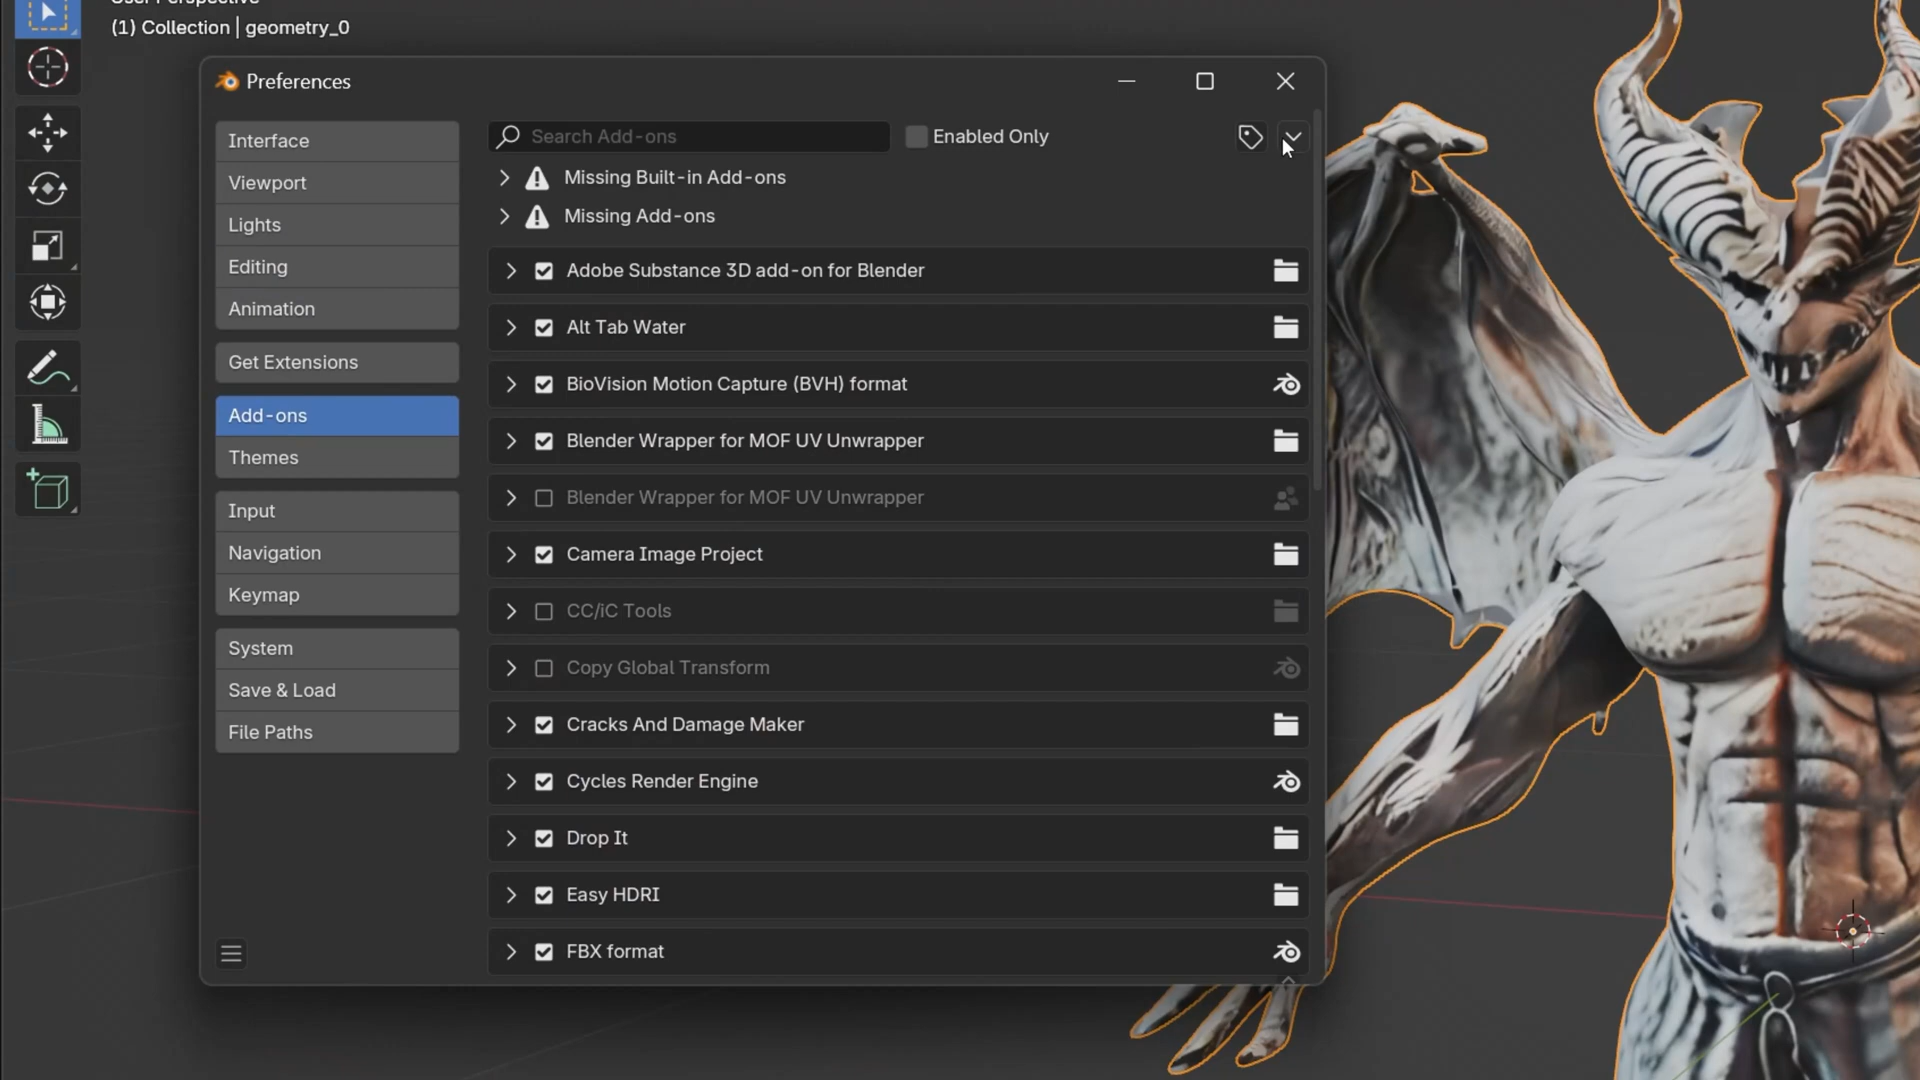 (1) Collection | geometry_0
Preferences
Interface
Viewport
Lights
Editing
Animation
Get Extensions
Add-ons
Themes
Input
Navigation
Keymap
System
Save & Load
File Paths
Search Add-ons
Enabled Only
Missing Built-in Add-ons
Missing Add-ons
Adobe Substance 3D add-on for Blender
Alt Tab Water
BioVision Motion Capture (BVH) format
Blender Wrapper for MOF UV Unwrapper
Blender Wrapper for MOF UV Unwrapper
Camera Image Project
CC/iC Tools
Copy Global Transform
Cracks And Damage Maker
Cycles Render Engine
Drop It
Easy HDRI
FBX format